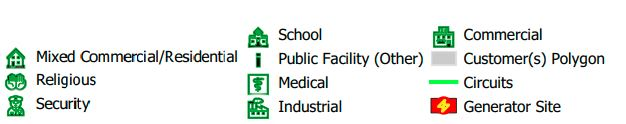 Mixed Commercial/Residential
Religious
Security
School
Public Facility (Other)
Medical
Industrial
Commercial
Customer(s) Polygon
Circuits
Generator Site